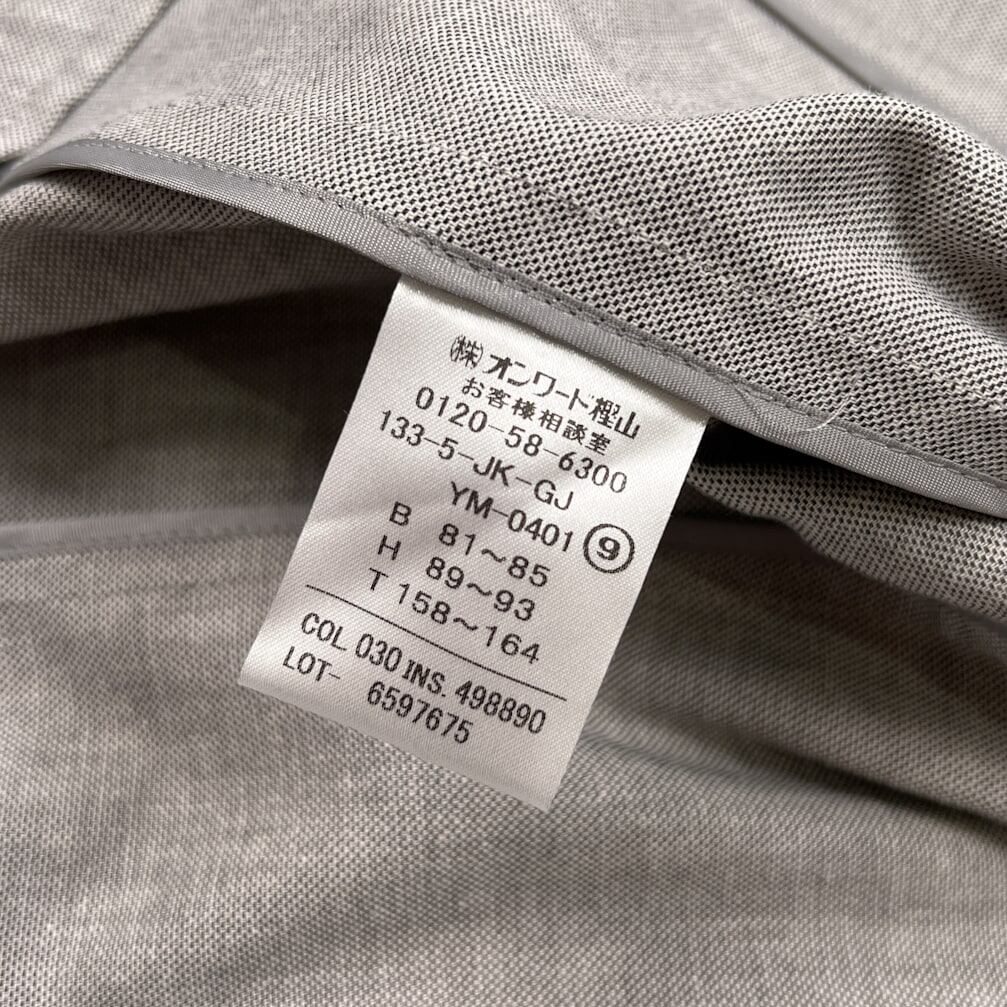 (株)オンワード樫山
お客様相談室
0120-58-6300
133-5-JK-GJ
YM-0401 ⑨
B 81~85
H 89~93
T 158~164
COL 030 INS. 498890
LOT- 6597675